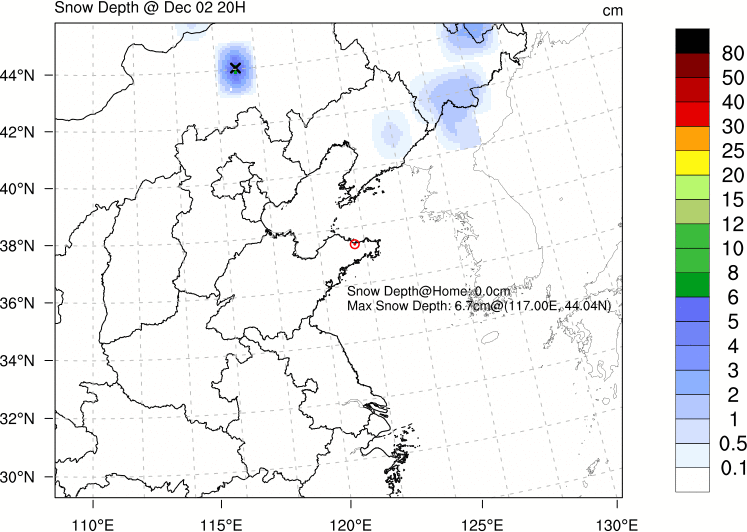 Snow Depth @ Dec 02 20H
cm
44°N
42°N
40°N
38°N
36°N
34°N
32°N
30°N
110°E
115°E
120°E
125°E
130°E
Snow Depth@Home: 0.0cm
Max Snow Depth: 6.7cm@(117.00E, 44.04N)
80
50
40
30
25
20
15
12
10
8
6
5
4
3
2
1
0.5
0.1